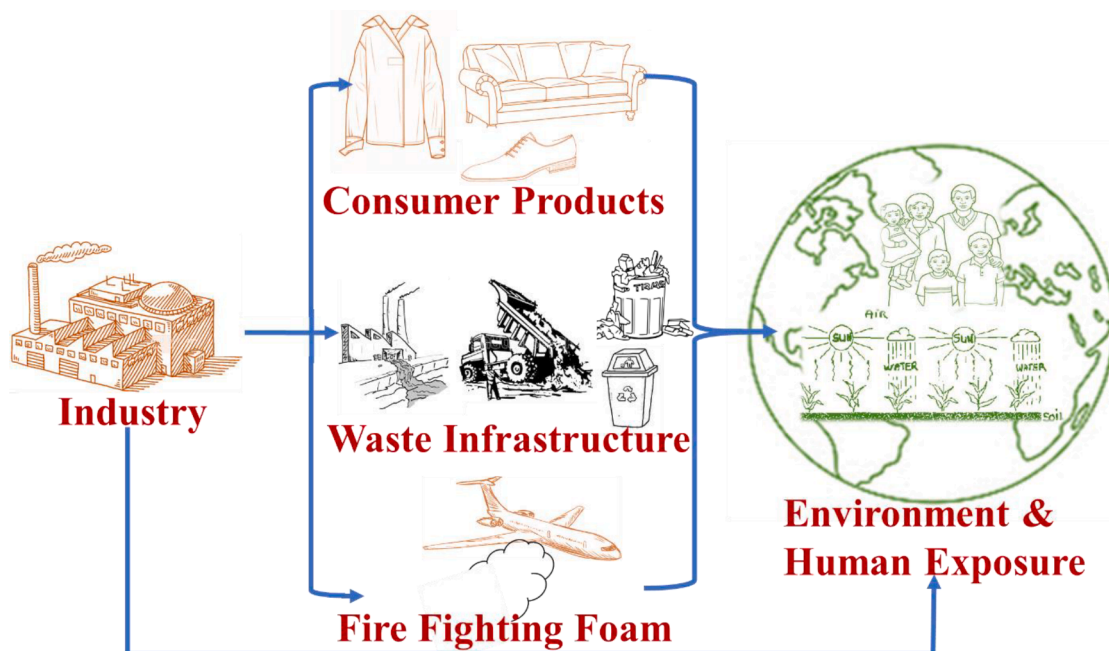 Consumer Products
TRASH
Industry
Waste Infrastructure
AIR
SUN
SUN
WATER
WATER
Soil
Environment &
Human Exposure
Fire Fighting Foam